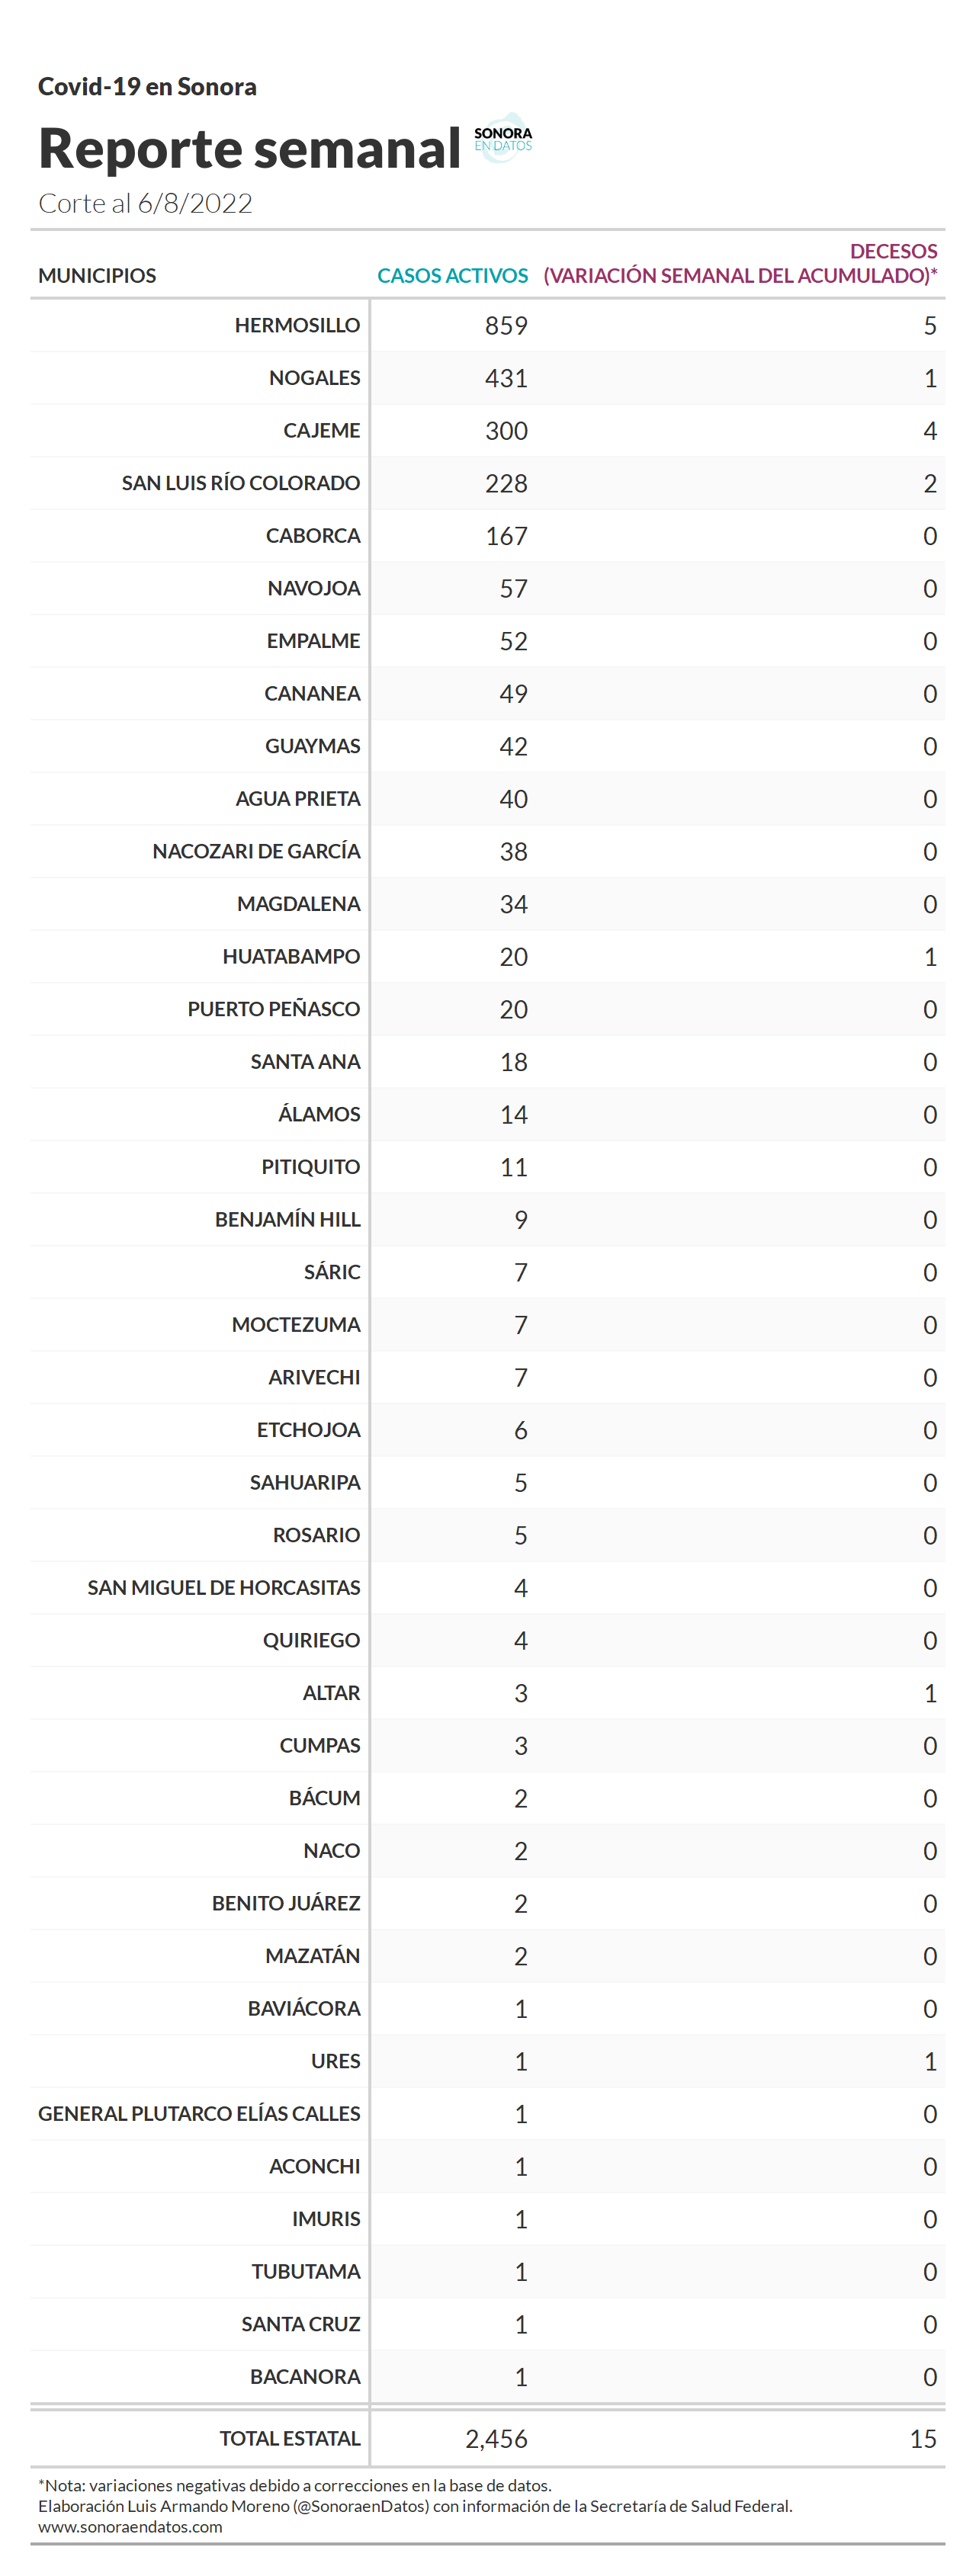 Covid-19 en Sonora
Reporte semanal
SONORA
EN DATOS
Corte al 6/8/2022
DECESOS
MUNICIPIOS CASOS ACTIVOS (VARIACIÓN SEMANAL DEL ACUMULADO)*
HERMOSILLO 859 5
NOGALES 431 1
CAJEME 300 4
SAN LUIS RÍO COLORADO 228 2
CABORCA 167 0
NAVOJOA 57 0
EMPALME 52 0
CANANEA 49 0
GUAYMAS 42 0
AGUA PRIETA 40 0
NACOZARI DE GARCÍA 38 0
MAGDALENA 34 0
HUATABAMPO 20 1
PUERTO PEÑASCO 20 0
SANTA ANA 18 0
ÁLAMOS 14 0
PITIQUITO 11 0
BENJAMÍN HILL 9 0
SÁRIC 7 0
MOCTEZUMA 7 0
ARIVECHI 7 0
ETCHOJOA 6 0
SAHUARIPA 5 0
ROSARIO 5 0
SAN MIGUEL DE HORCASITAS 4 0
QUIRIEGO 4 0
ALTAR 3 1
CUMPAS 3 0
BÁCUM 2 0
NACO 2 0
BENITO JUÁREZ 2 0
MAZATÁN 2 0
BAVIÁCORA 1 0
URES 1 1
GENERAL PLUTARCO ELÍAS CALLES 1 0
ACONCHI 1 0
IMURIS 1 0
TUBUTAMA 1 0
SANTA CRUZ 1 0
BACANORA 1 0
TOTAL ESTATAL 2,456 15
*Nota: variaciones negativas debido a correcciones en la base de datos.
Elaboración Luis Armando Moreno (@SonoraenDatos) con información de la Secretaría de Salud Federal.
www.sonoraendatos.com